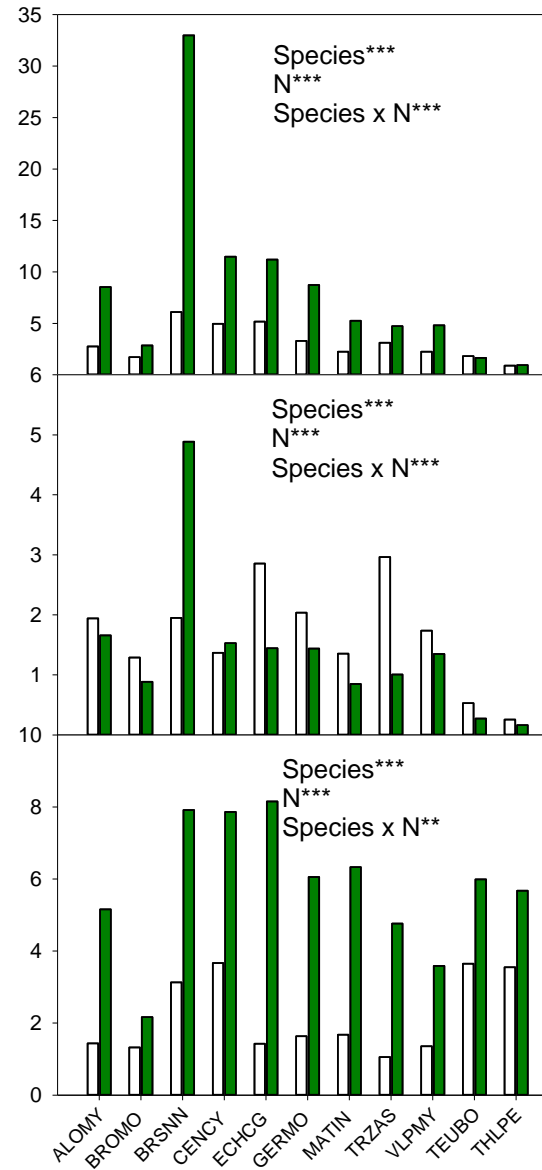 35
30
25
20
15
10
5
6
Species***
N***
Species x N***
5
4
3
2
1
10
Species***
N***
Species x N***
8
6
4
2
0
Species***
N***
Species x N**
ALOMY
BROMO
BRSNN
CENCY
ECHCG
GERMO
MATIN
TRZAS
VLPMY
TEUBO
THLPE